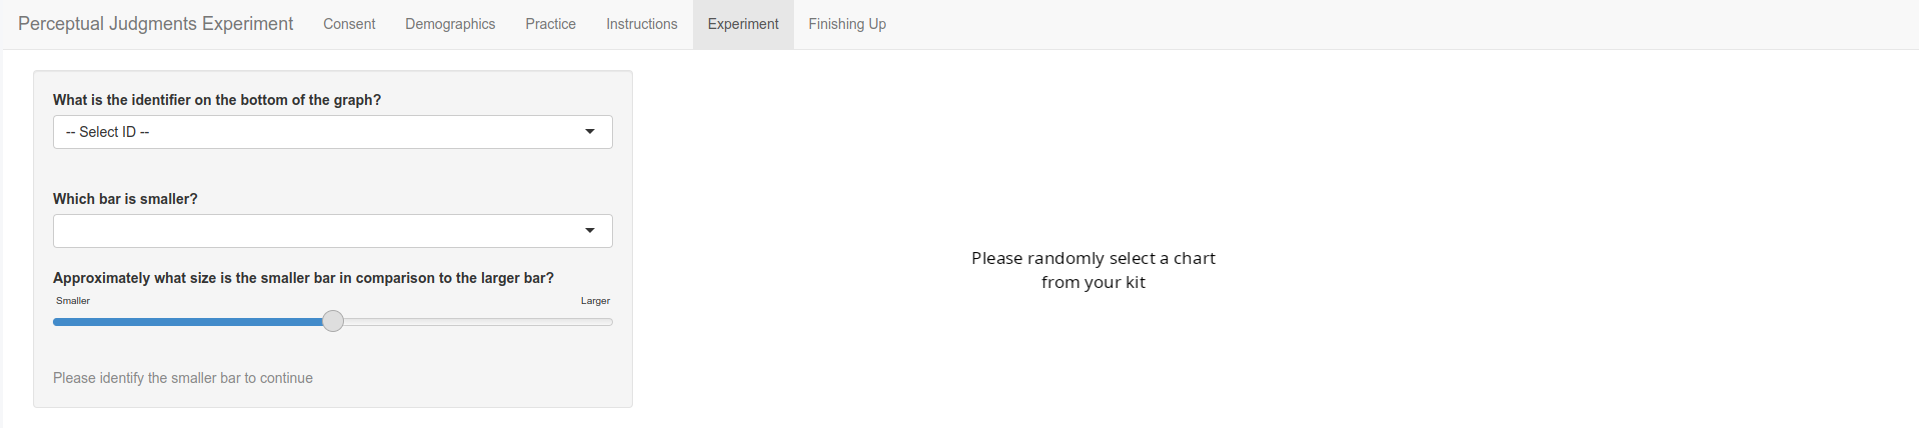 Perceptual Judgments Experiment Consent Demographics Practice Instructions Experiment Finishing Up
What is the identifier on the bottom of the graph?
-- Select ID --
Which bar is smaller?
Approximately what size is the smaller bar in comparison to the larger bar?
Smaller Larger
Please identify the smaller bar to continue
Please randomly select a chart
from your kit